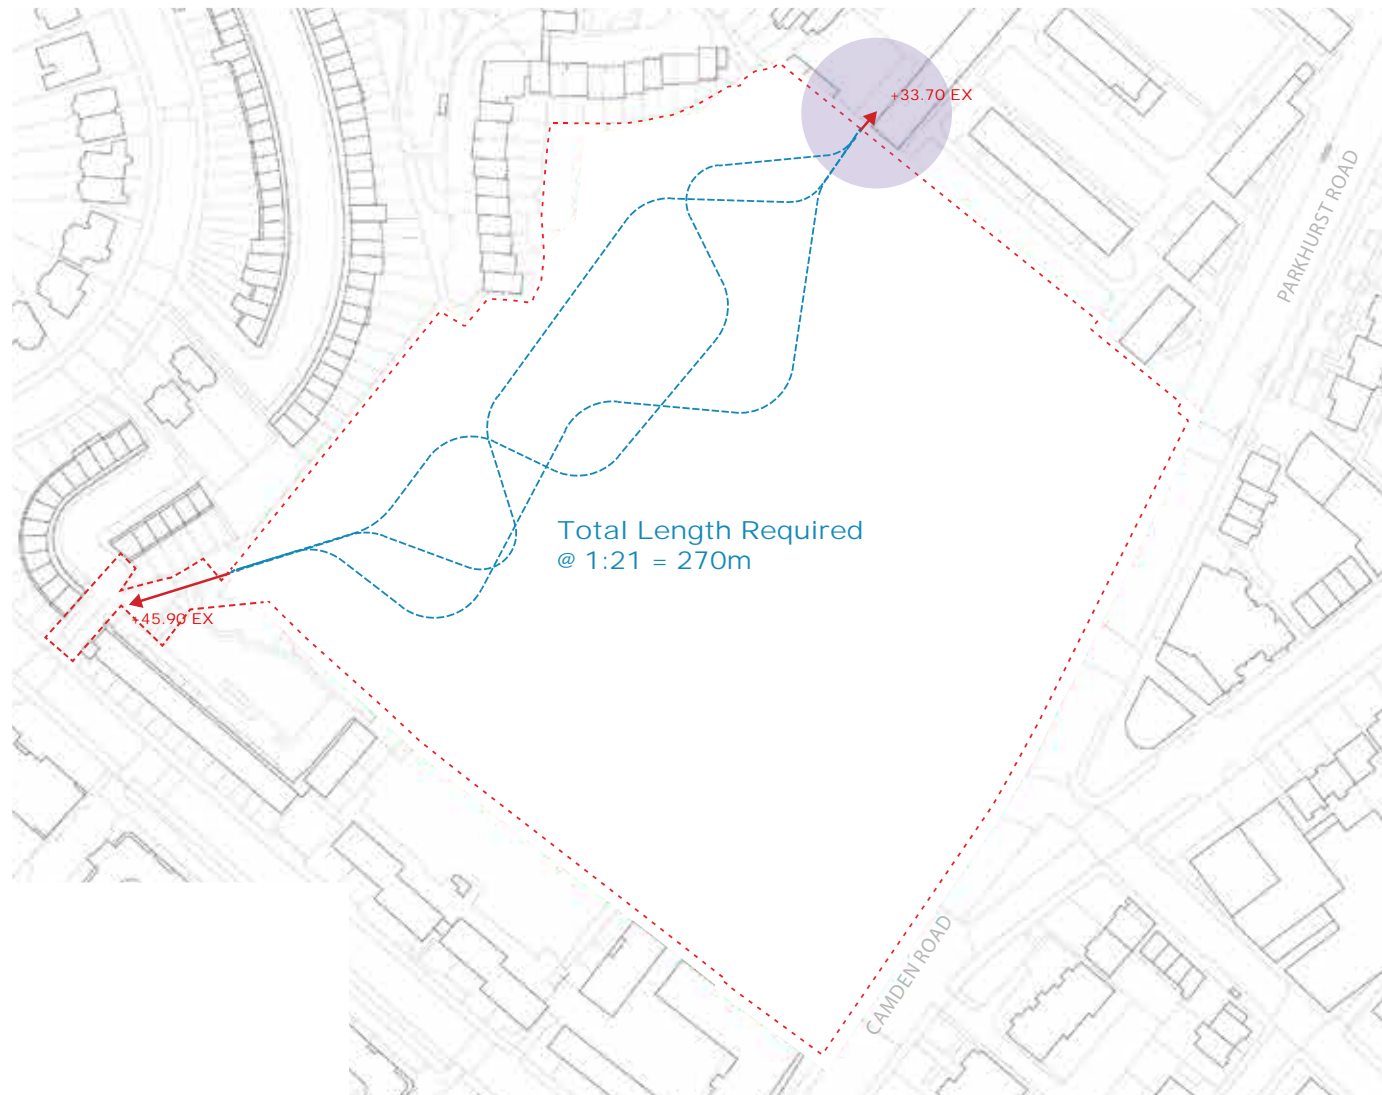 +33.70 EX
PARKHURST ROAD
Total Length Required
@ 1:21 = 270m
+45.90 EX
CAMDEN ROAD